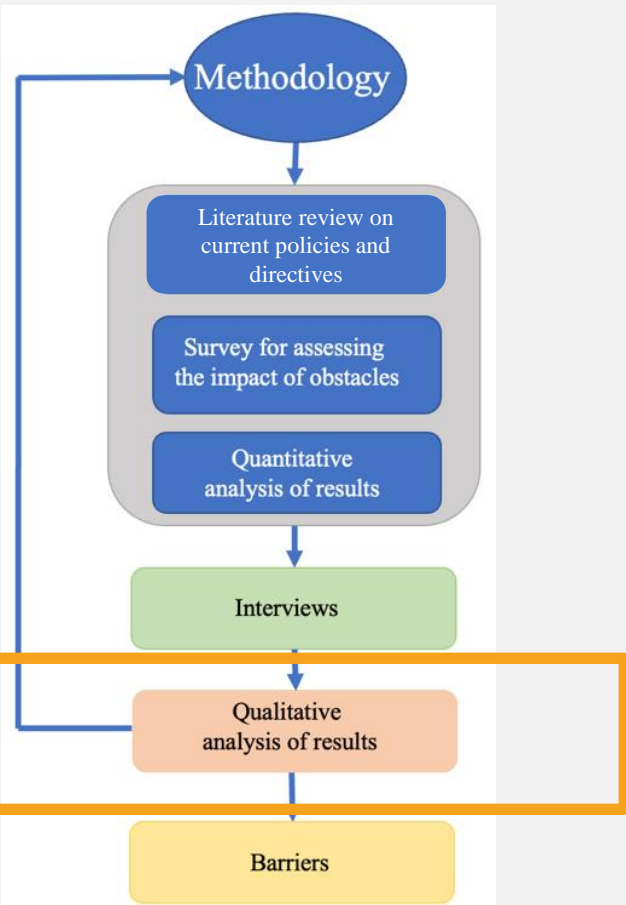 Methodology
Literature review on
current policies and
directives
Survey for assessing
the impact of obstacles
Quantitative
analysis of results
Interviews
Qualitative
analysis of results
Barriers